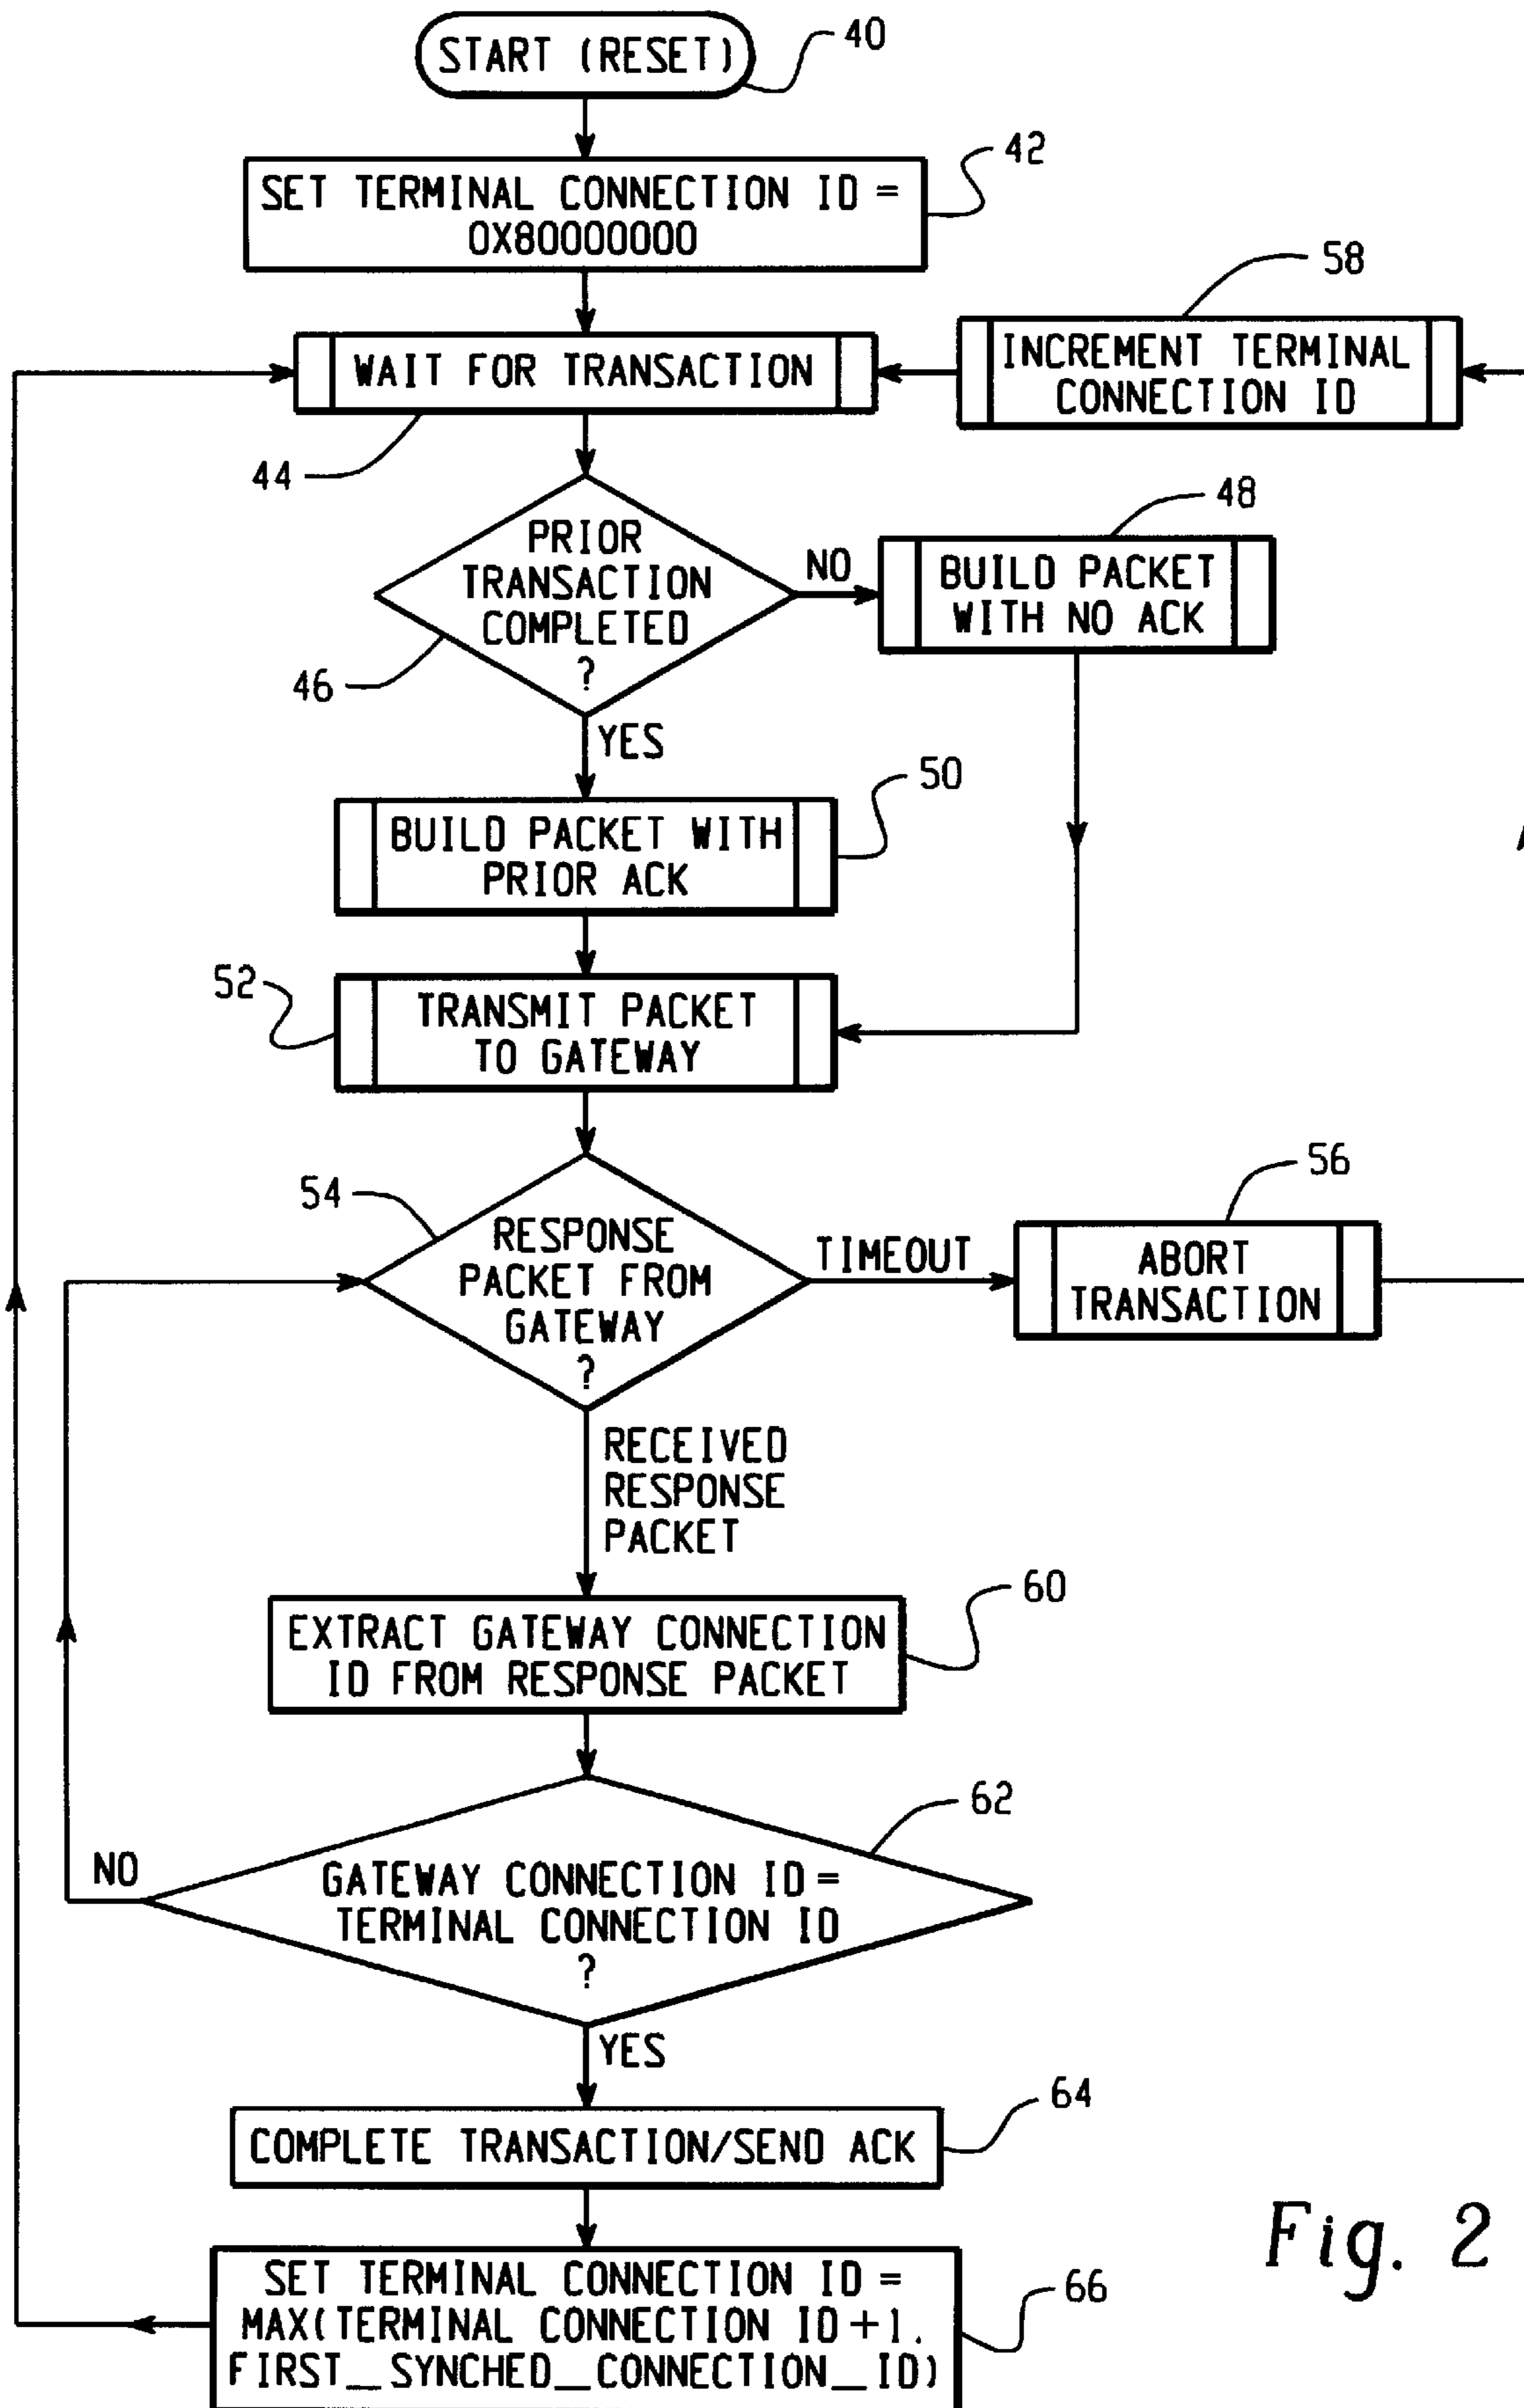 START (RESET)
40
SET TERMINAL CONNECTION ID =
0X80000000
42
WAIT FOR TRANSACTION
44
INCREMENT TERMINAL
CONNECTION ID
58
PRIOR
TRANSACTION
COMPLETED
?
46
NO
BUILD PACKET
WITH NO ACK
48
YES
BUILD PACKET WITH
PRIOR ACK
50
TRANSMIT PACKET
TO GATEWAY
52
RESPONSE
PACKET FROM
GATEWAY
?
54
TIMEOUT
ABORT
TRANSACTION
56
RECEIVED
RESPONSE
PACKET
EXTRACT GATEWAY CONNECTION
ID FROM RESPONSE PACKET
60
GATEWAY CONNECTION ID =
TERMINAL CONNECTION ID
?
62
NO
YES
COMPLETE TRANSACTION/SEND ACK
64
SET TERMINAL CONNECTION ID =
MAX(TERMINAL CONNECTION ID+1,
FIRST_SYNCHED_CONNECTION_ID)
66
Fig. 2